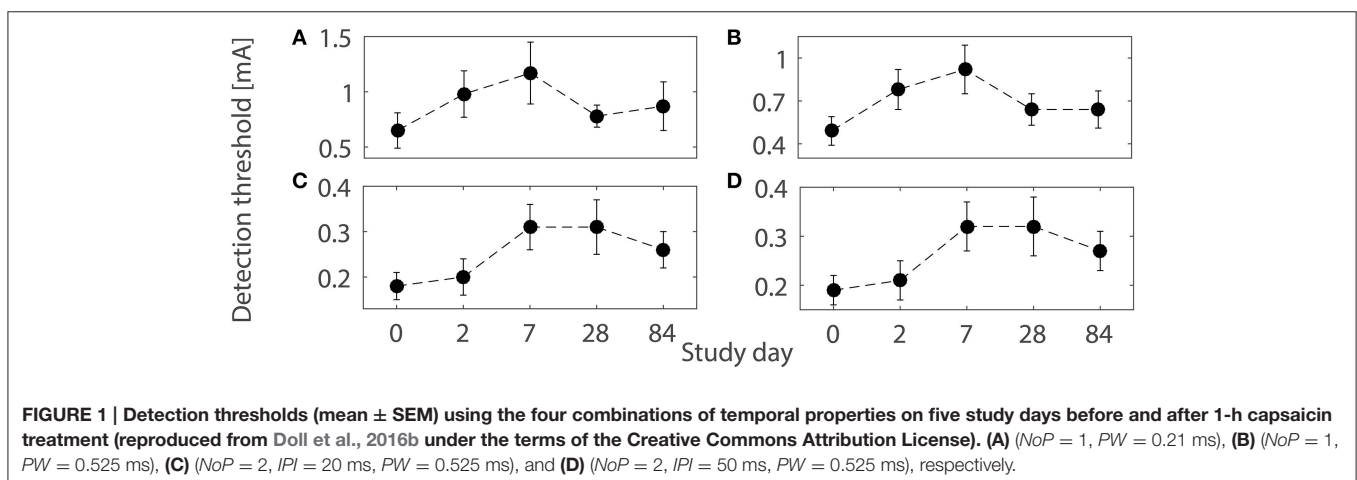 A
B
Detection threshold [mA]
1.5
1
0.5
1
0.7
0.4
C
D
0.4
0.3
0.2
0.4
0.3
0.2
0 2 7 28 84
0 2 7 28 84
Study day
FIGURE 1 | Detection thresholds (mean ± SEM) using the four combinations of temporal properties on five study days before and after 1-h capsaicin
treatment (reproduced from Doll et al., 2016b under the terms of the Creative Commons Attribution License). (A) (NoP = 1, PW = 0.21 ms), (B) (NoP = 1,
PW = 0.525 ms), (C) (NoP = 2, IPI = 20 ms, PW = 0.525 ms), and (D) (NoP = 2, IPI = 50 ms, PW = 0.525 ms), respectively.